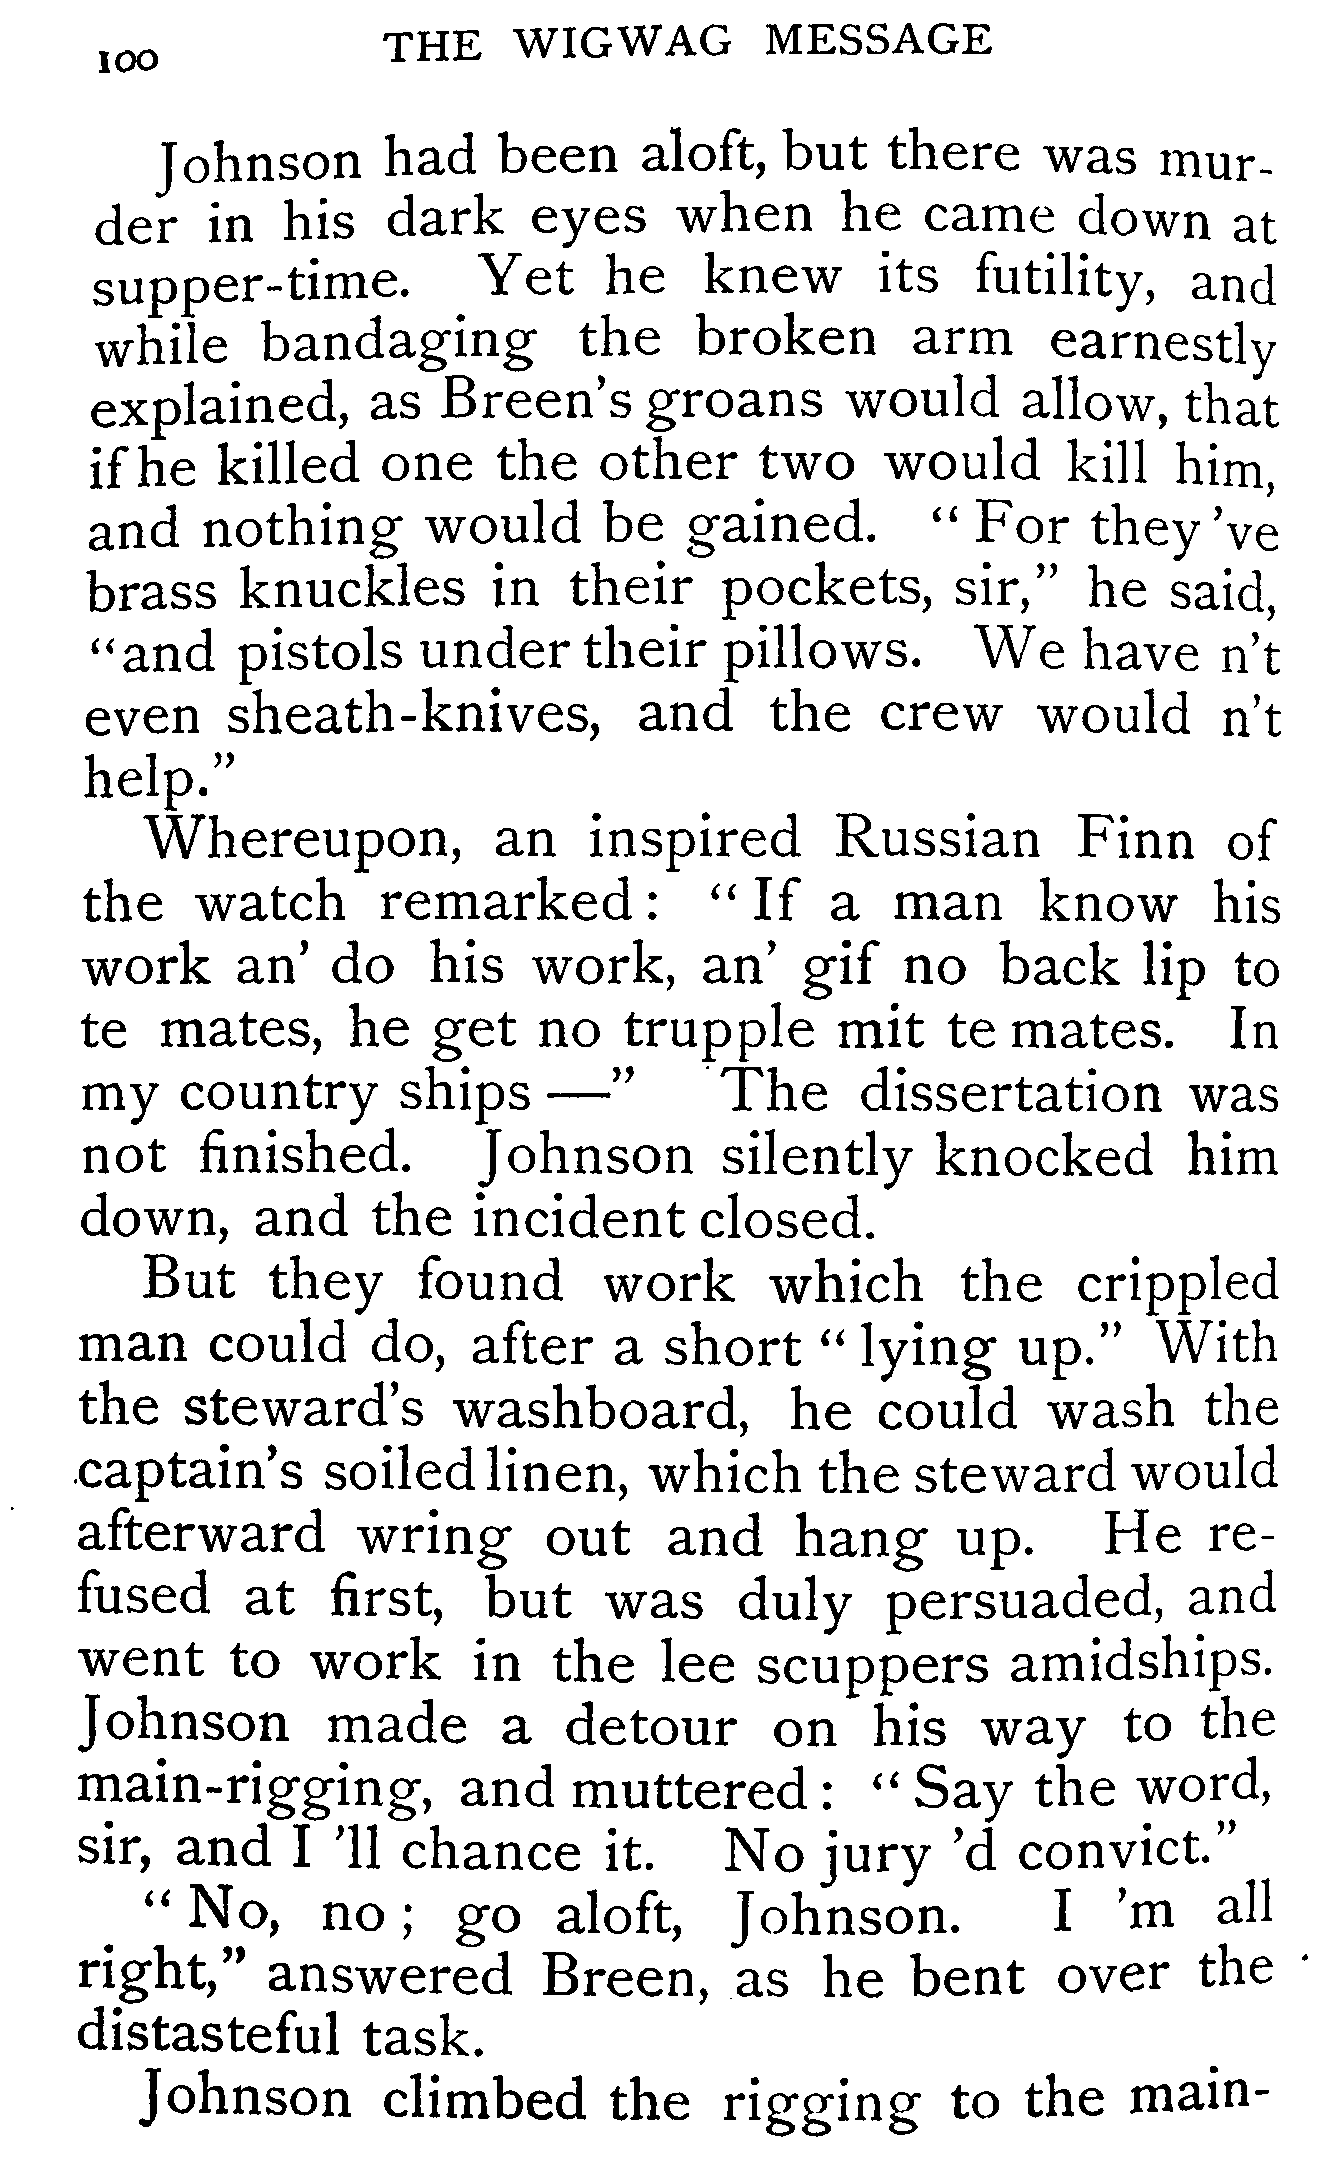 100 THE WIGWAG MESSAGE
Johnson had been aloft, but there was mur-
der in his dark eyes when he came down at
supper-time. Yet he knew its futility, and
while bandaging the broken arm earnestly
explained, as Breen's groans would allow, that
if he killed one the other two would kill him,
and nothing would be gained. "For they 've
brass knuckles in their pockets, sir," he said,
"and pistols under their pillows. We have n't
even sheath-knives, and the crew would n't
help."
Whereupon, an inspired Russian Finn of
the watch remarked: "If a man know his
work an' do his work, an' gif no back lip to
te mates, he get no trupple mit te mates. In
my country ships —" The dissertation was
not finished. Johnson silently knocked him
down, and the incident closed.
But they found work which the crippled
man could do, after a short "lying up." With
the steward's washboard, he could wash the
captain's soiled linen, which the steward would
afterward wring out and hang up. He re-
fused at first, but was duly persuaded, and
went to work in the lee scuppers amidships.
Johnson made a detour on his way to the
main-rigging, and muttered: "Say the word,
sir, and I 'll chance it. No jury 'd convict."
"No, no; go aloft, Johnson. I 'm all
right," answered Breen, as he bent over the
distasteful task.
Johnson climbed the rigging to the main-